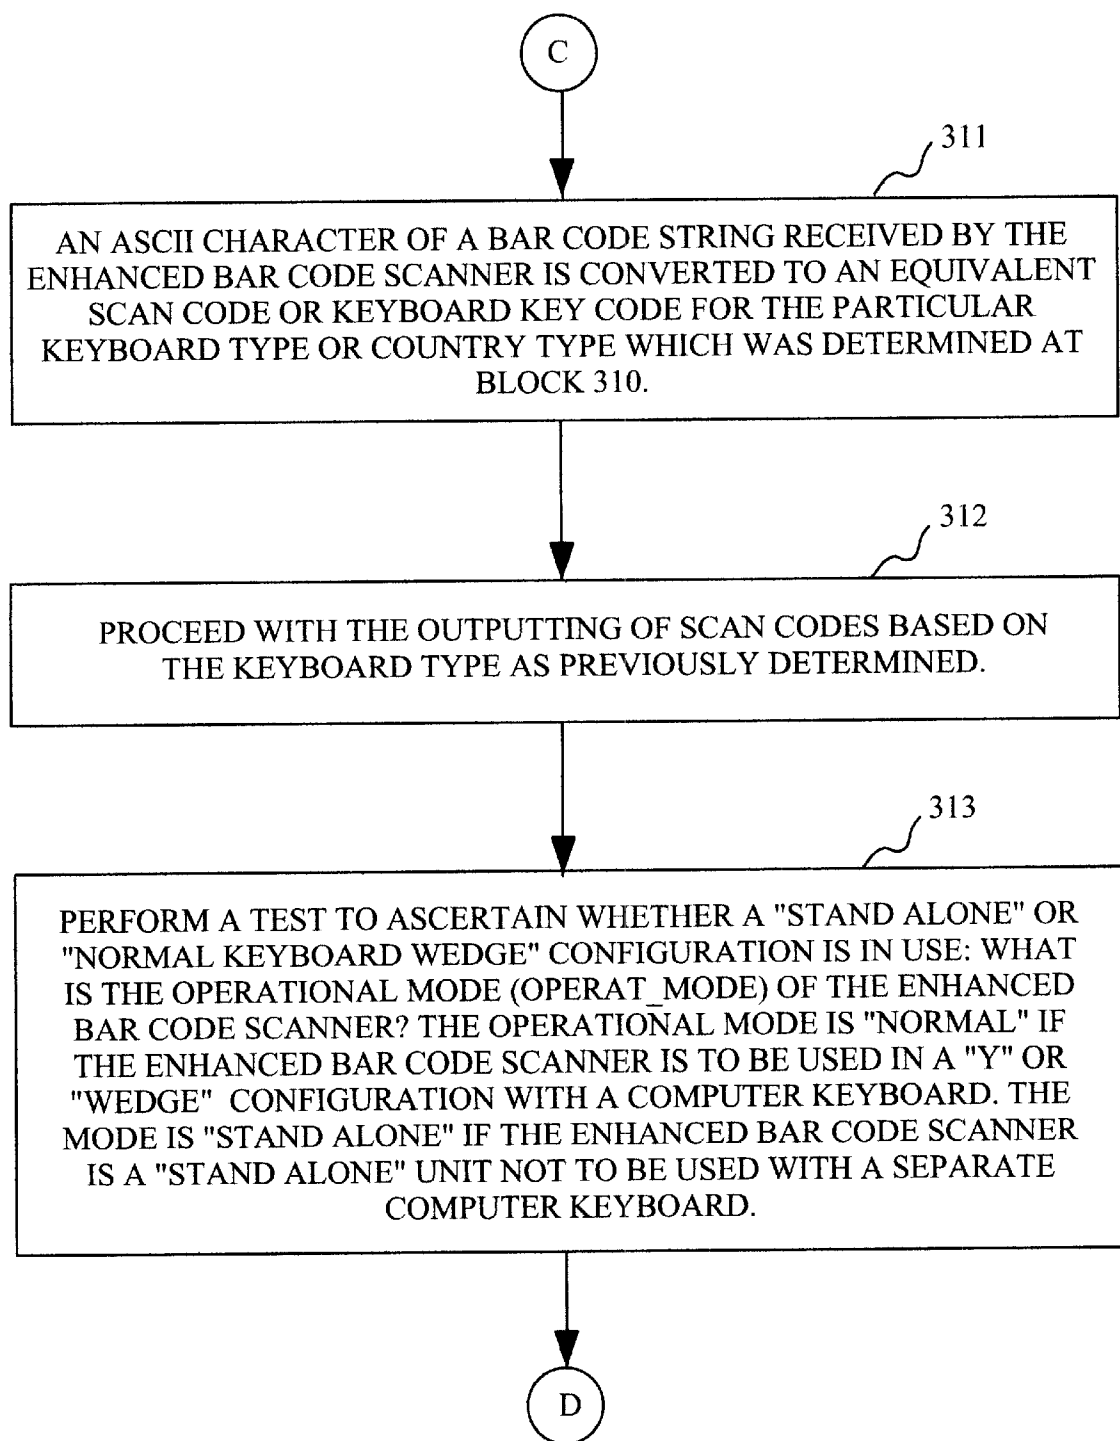 C
311
AN ASCII CHARACTER OF A BAR CODE STRING RECEIVED BY THE
ENHANCED BAR CODE SCANNER IS CONVERTED TO AN EQUIVALENT
SCAN CODE OR KEYBOARD KEY CODE FOR THE PARTICULAR
KEYBOARD TYPE OR COUNTRY TYPE WHICH WAS DETERMINED AT
BLOCK 310.
312
PROCEED WITH THE OUTPUTTING OF SCAN CODES BASED ON
THE KEYBOARD TYPE AS PREVIOUSLY DETERMINED.
313
PERFORM A TEST TO ASCERTAIN WHETHER A "STAND ALONE" OR
"NORMAL KEYBOARD WEDGE" CONFIGURATION IS IN USE: WHAT
IS THE OPERATIONAL MODE (OPERAT_MODE) OF THE ENHANCED
BAR CODE SCANNER? THE OPERATIONAL MODE IS "NORMAL" IF
THE ENHANCED BAR CODE SCANNER IS TO BE USED IN A "Y" OR
"WEDGE" CONFIGURATION WITH A COMPUTER KEYBOARD. THE
MODE IS "STAND ALONE" IF THE ENHANCED BAR CODE SCANNER
IS A "STAND ALONE" UNIT NOT TO BE USED WITH A SEPARATE
COMPUTER KEYBOARD.
D